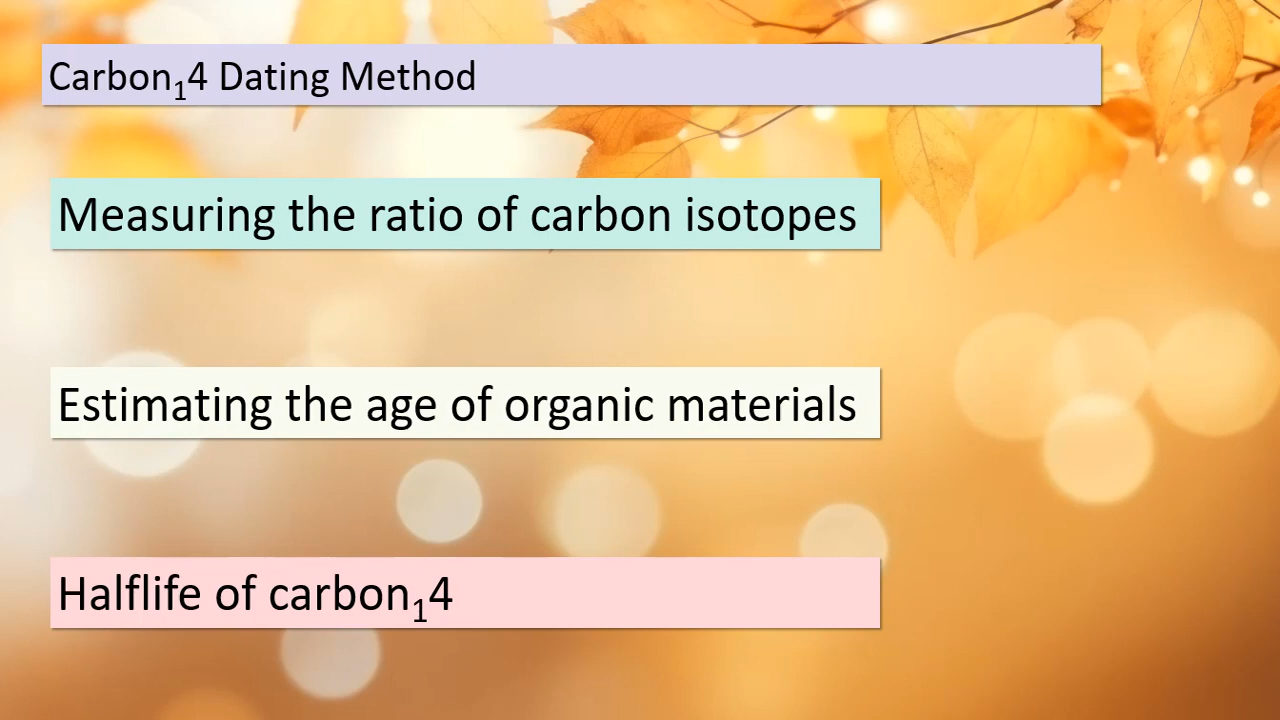 Carbon₁4 Dating Method
Measuring the ratio of carbon isotopes
Estimating the age of organic materials
Halflife of carbon₁4